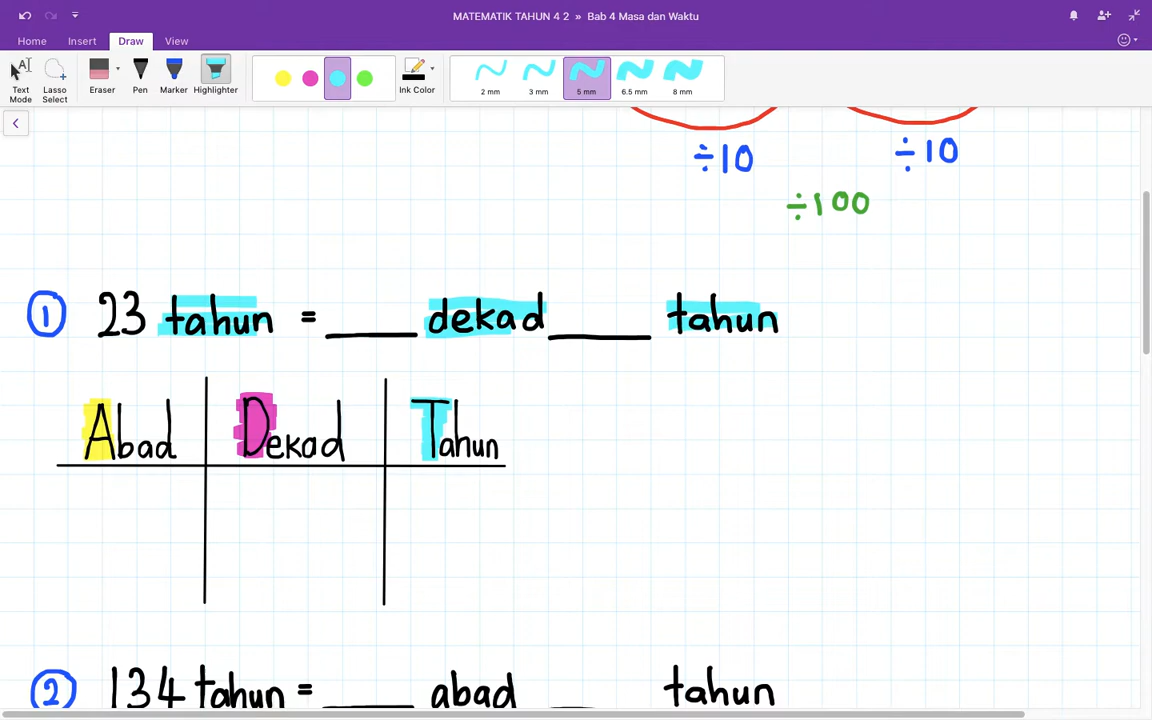 MATEMATIK TAHUN 4 2 » Bab 4 Masa dan Waktu
Home Insert Draw View
Text Mode
Lasso Select
Eraser
Pen
Marker
Highlighter
Ink Color
2 mm
3 mm
5 mm
6.5 mm
8 mm
÷10 ÷10
÷100
1 23 tahun = ____ dekad ____ tahun
Abad Dekad Tahun
2 134 tahun = ____ abad ____ tahun